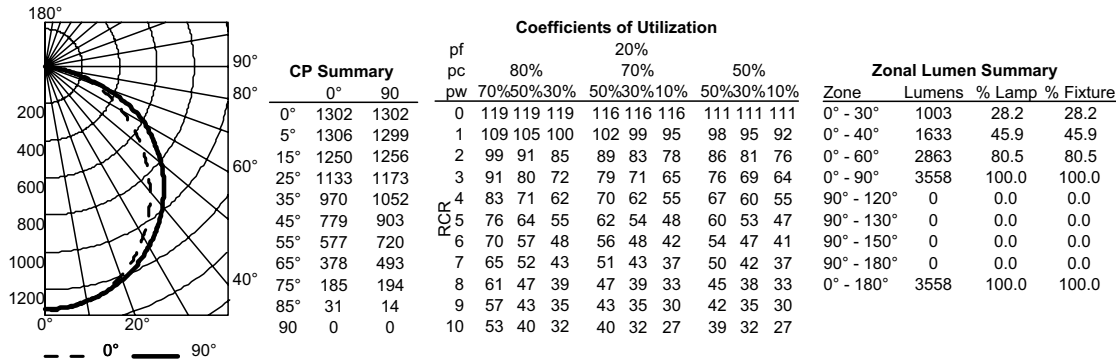 180°
90°
80°
60°
40°
200
400
600
800
1000
1200
0° 20°
0° 90°
CP Summary
0° 90
0° 1302 1302
5° 1306 1299
15° 1250 1256
25° 1133 1173
35° 970 1052
45° 779 903
55° 577 720
65° 378 493
75° 185 194
85° 31 14
90 0 0
Coefficients of Utilization
pf 20%
pc 80% 70% 50%
pw 70%50%30% 50%30%10% 50%30%10%
RCR
0 119 119 119 116 116 116 111 111 111
1 109 105 100 102 99 95 98 95 92
2 99 91 85 89 83 78 86 81 76
3 91 80 72 79 71 65 76 69 64
4 83 71 62 70 62 55 67 60 55
5 76 64 55 62 54 48 60 53 47
6 70 57 48 56 48 42 54 47 41
7 65 52 43 51 43 37 50 42 37
8 61 47 39 47 39 33 45 38 33
9 57 43 35 43 35 30 42 35 30
10 53 40 32 40 32 27 39 32 27
Zonal Lumen Summary
Zone Lumens % Lamp % Fixture
0° - 30° 1003 28.2 28.2
0° - 40° 1633 45.9 45.9
0° - 60° 2863 80.5 80.5
0° - 90° 3558 100.0 100.0
90° - 120° 0 0.0 0.0
90° - 130° 0 0.0 0.0
90° - 150° 0 0.0 0.0
90° - 180° 0 0.0 0.0
0° - 180° 3558 100.0 100.0